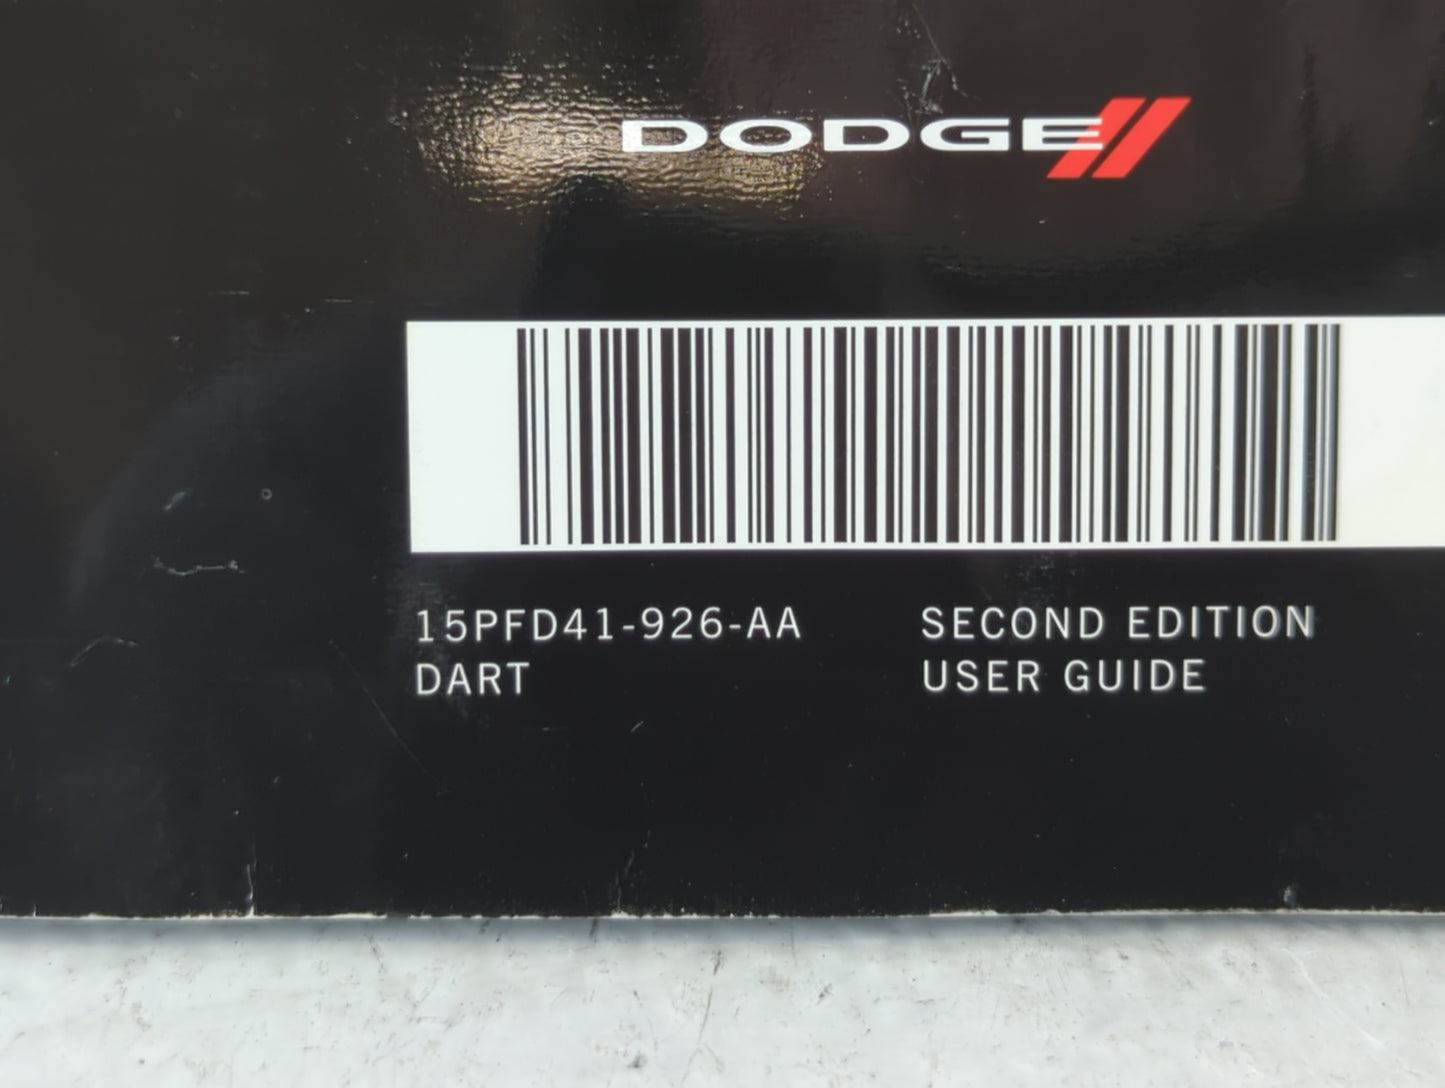 DODGE
15PFD41-926-AA
DART
SECOND EDITION
USER GUIDE